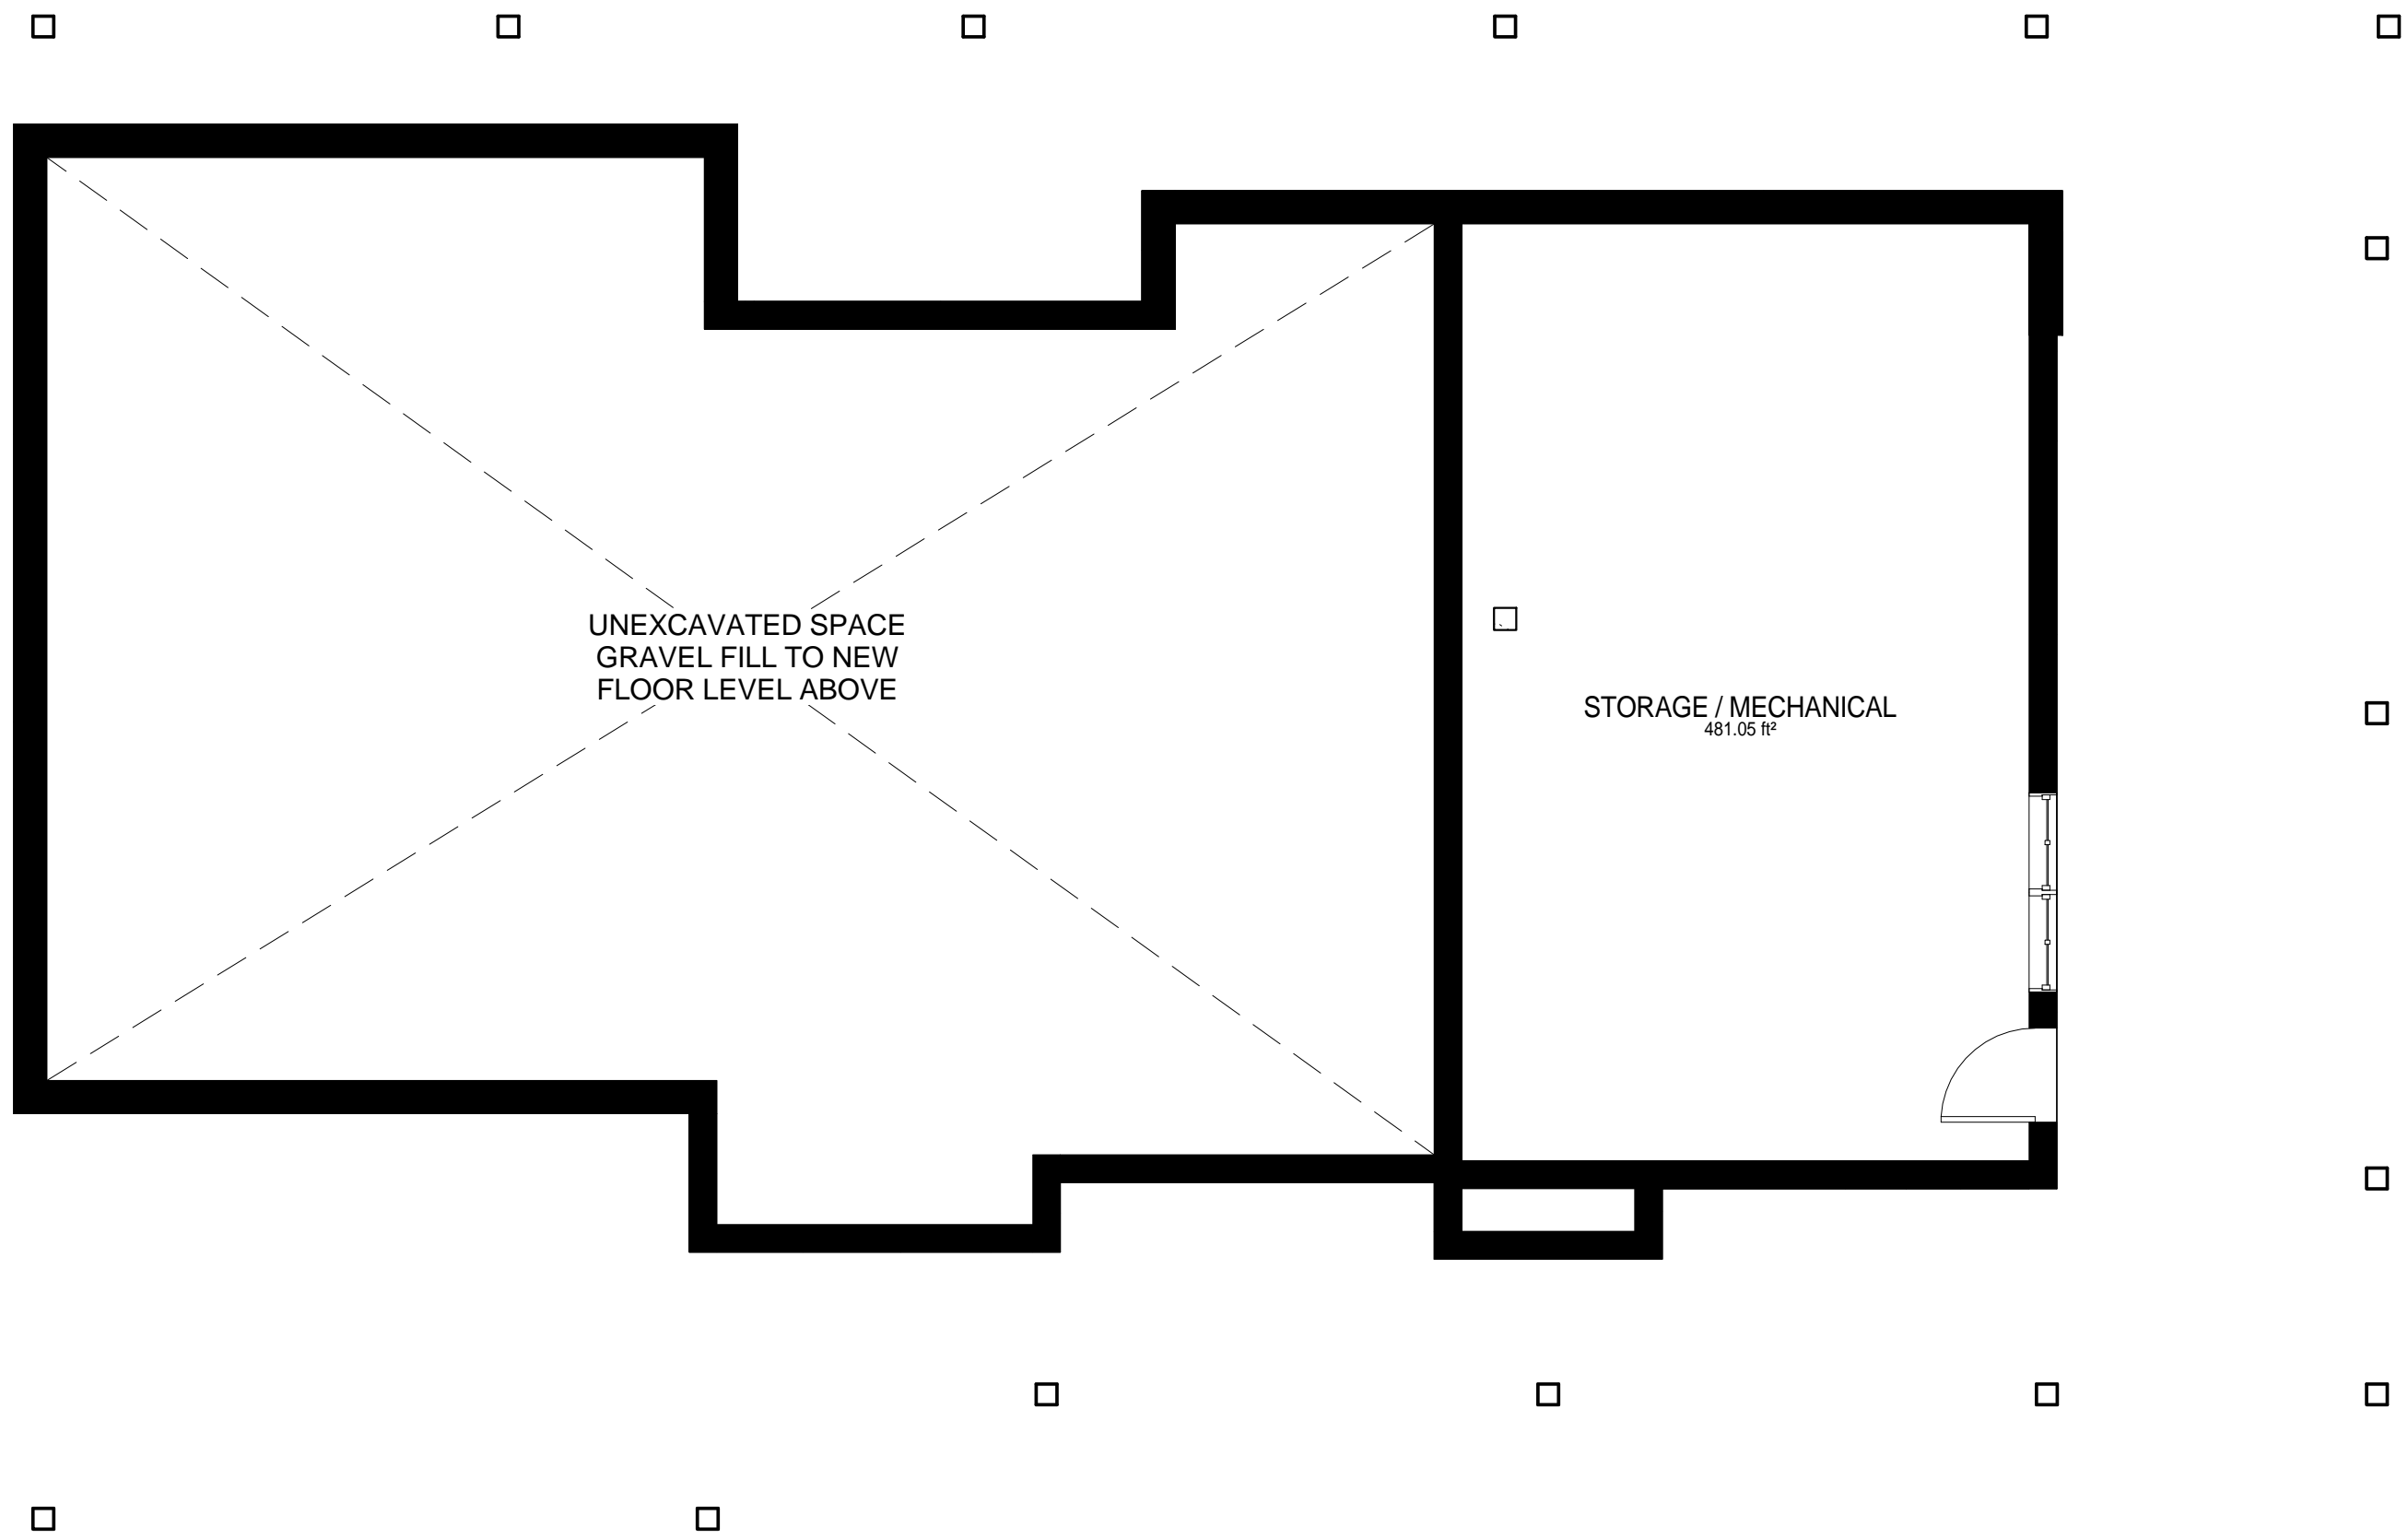 UNEXCAVATED SPACE
GRAVEL FILL TO NEW
FLOOR LEVEL ABOVE
STORAGE / MECHANICAL
481.05 ft²